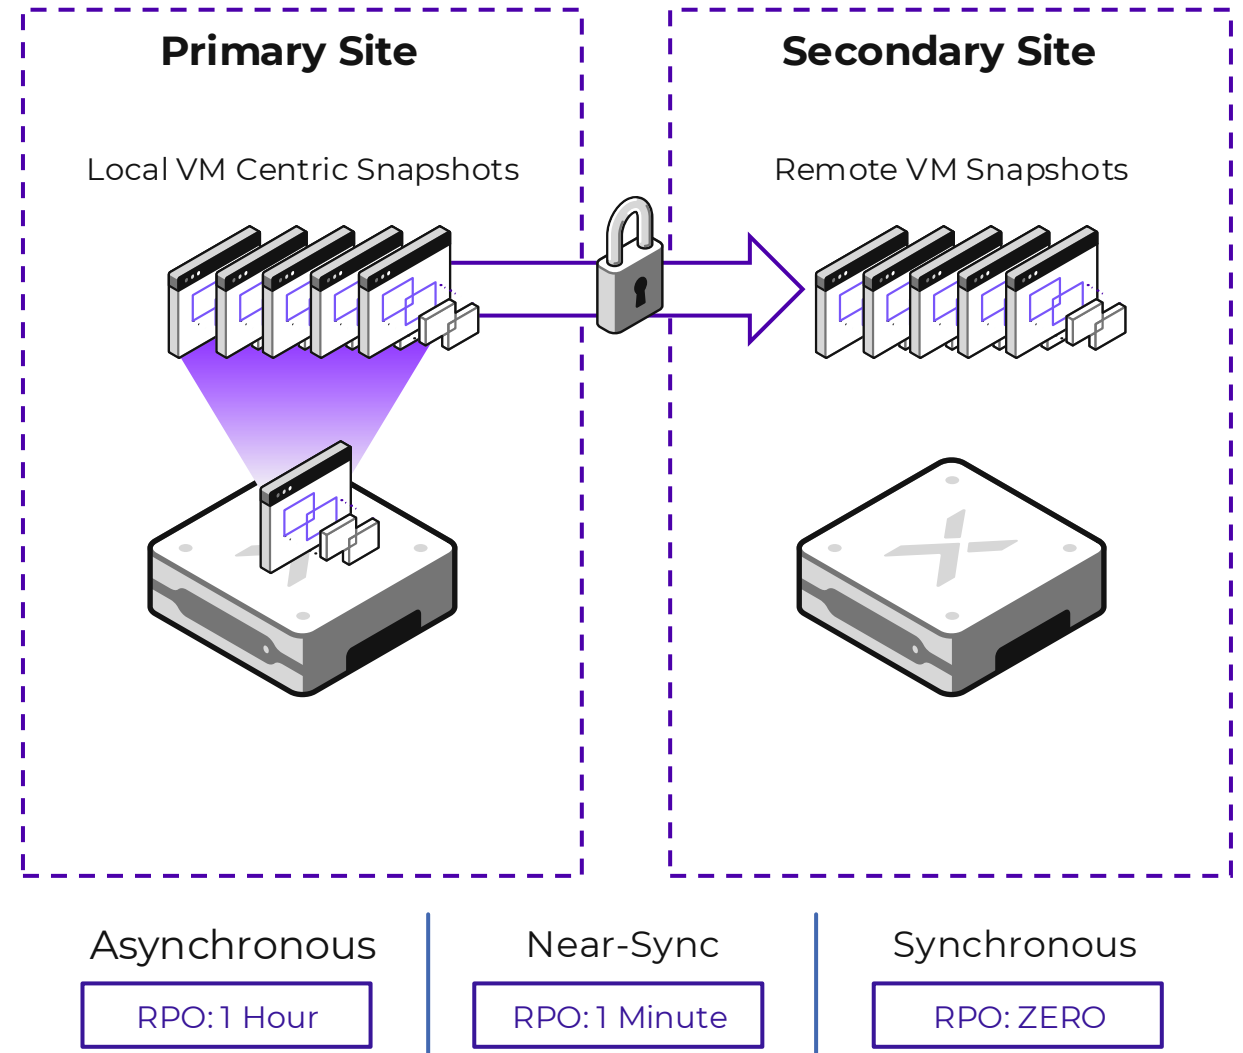 Primary Site
Secondary Site
Local VM Centric Snapshots
Remote VM Snapshots
Asynchronous
Near-Sync
Synchronous
RPO: 1 Hour
RPO: 1 Minute
RPO: ZERO